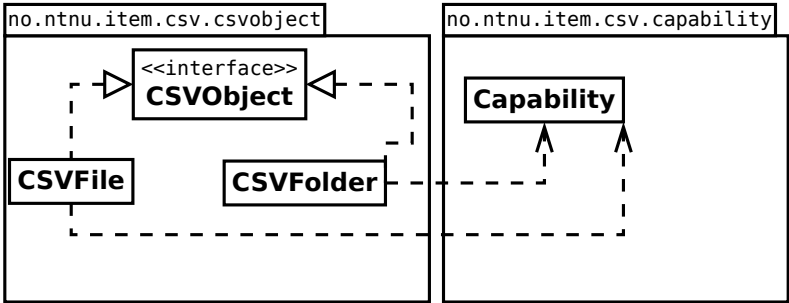 no.ntnu.item.csv.csvobject
no.ntnu.item.csv.capability
<<interface>>
CSVObject
Capability
CSVFile
CSVFolder